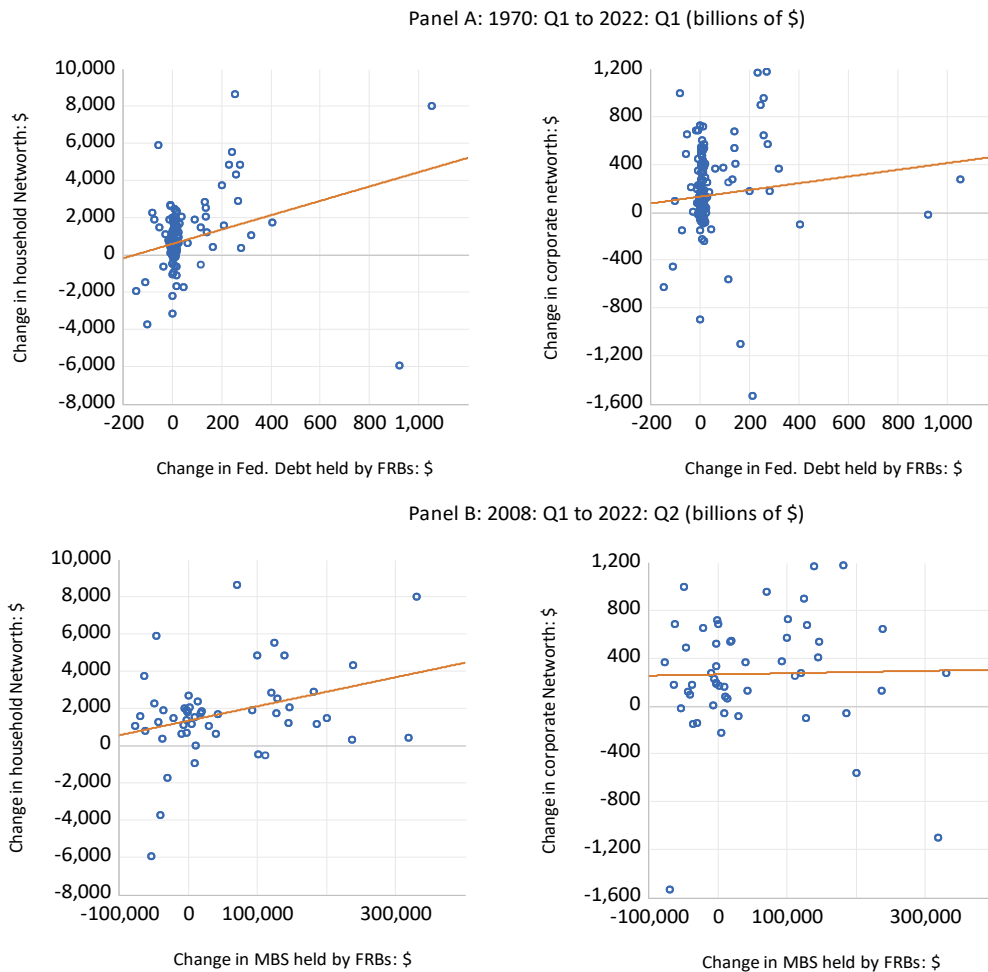 Panel A: 1970: Q1 to 2022: Q1 (billions of $)
Change in household Networth: $
10,000
8,000
6,000
4,000
2,000
0
-2,000
-4,000
-6,000
-8,000
-200 0 200 400 600 800 1,000
Change in Fed. Debt held by FRBs: $
Change in corporate networth: $
1,200
800
400
0
-400
-800
-1,200
-1,600
-200 0 200 400 600 800 1,000
Change in Fed. Debt held by FRBs: $
Panel B: 2008: Q1 to 2022: Q2 (billions of $)
Change in household Networth: $
10,000
8,000
6,000
4,000
2,000
0
-2,000
-4,000
-6,000
-8,000
-100,000 0 100,000 300,000
Change in MBS held by FRBs: $
Change in corporate Networth: $
1,200
800
400
0
-400
-800
-1,200
-1,600
-100,000 0 100,000 300,000
Change in MBS held by FRBs: $